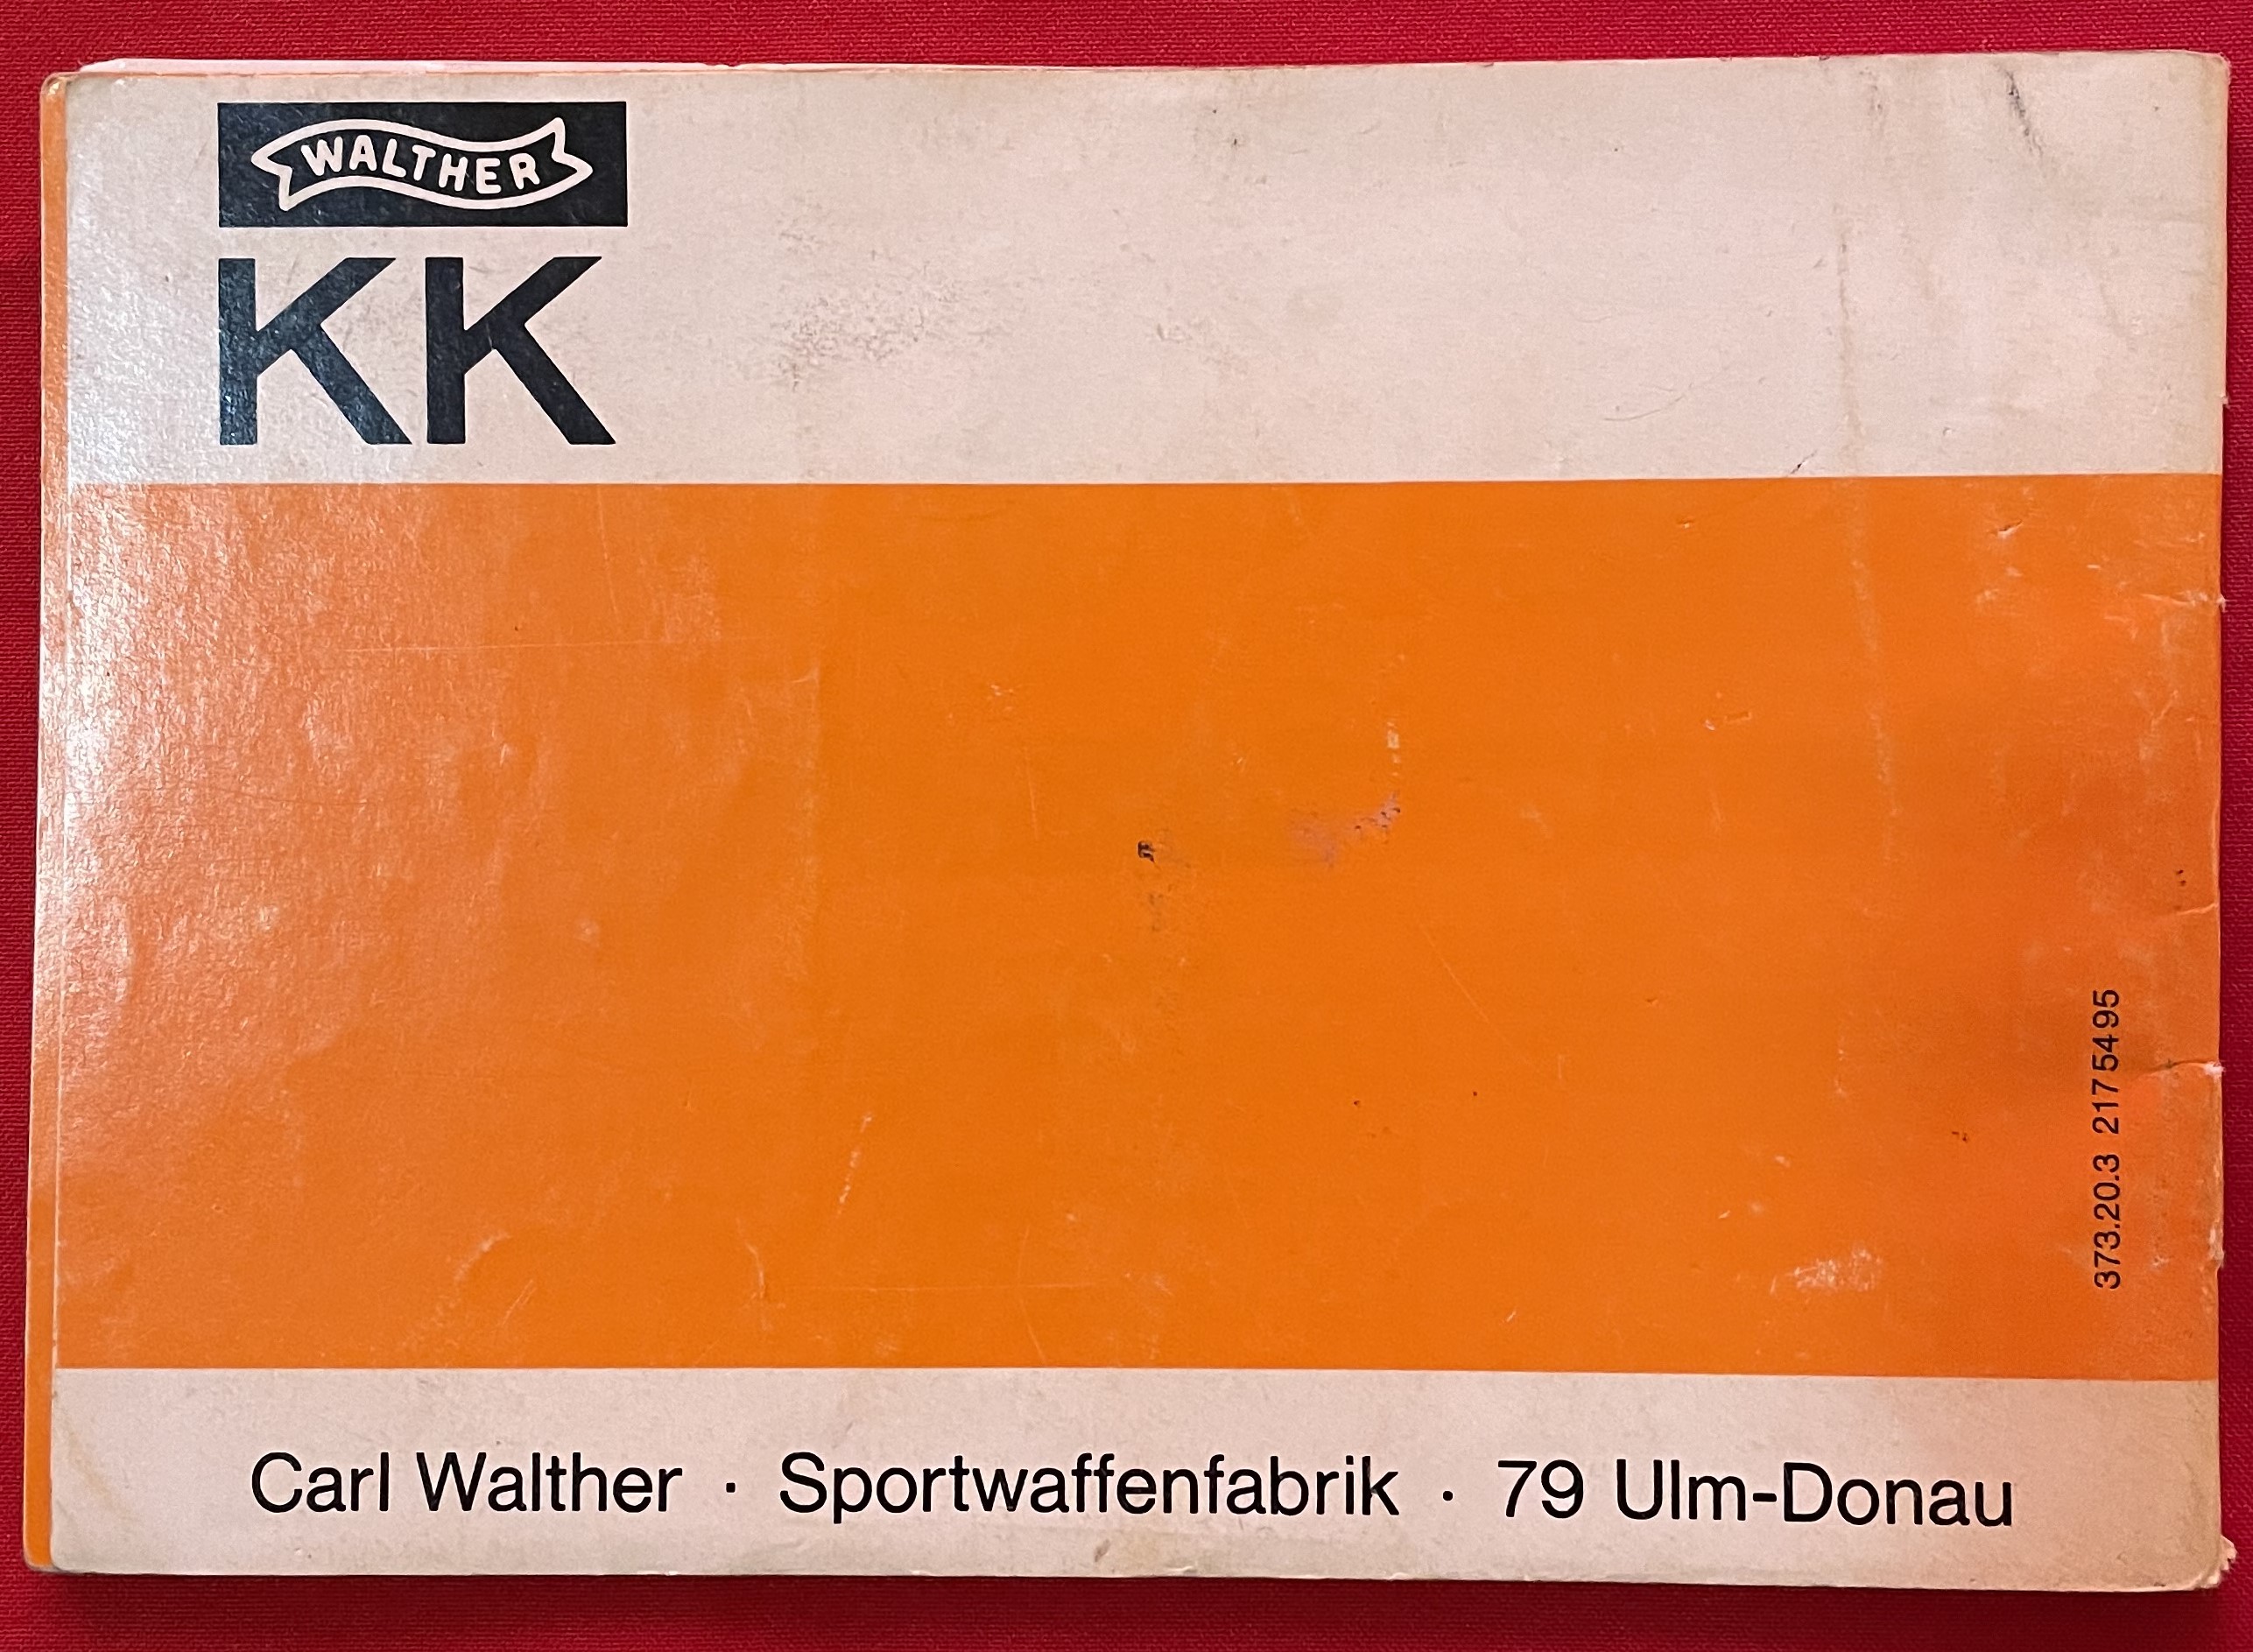 WALTHER
KK
373.20.3 2175495
Carl Walther · Sportwaffenfabrik · 79 Ulm-Donau